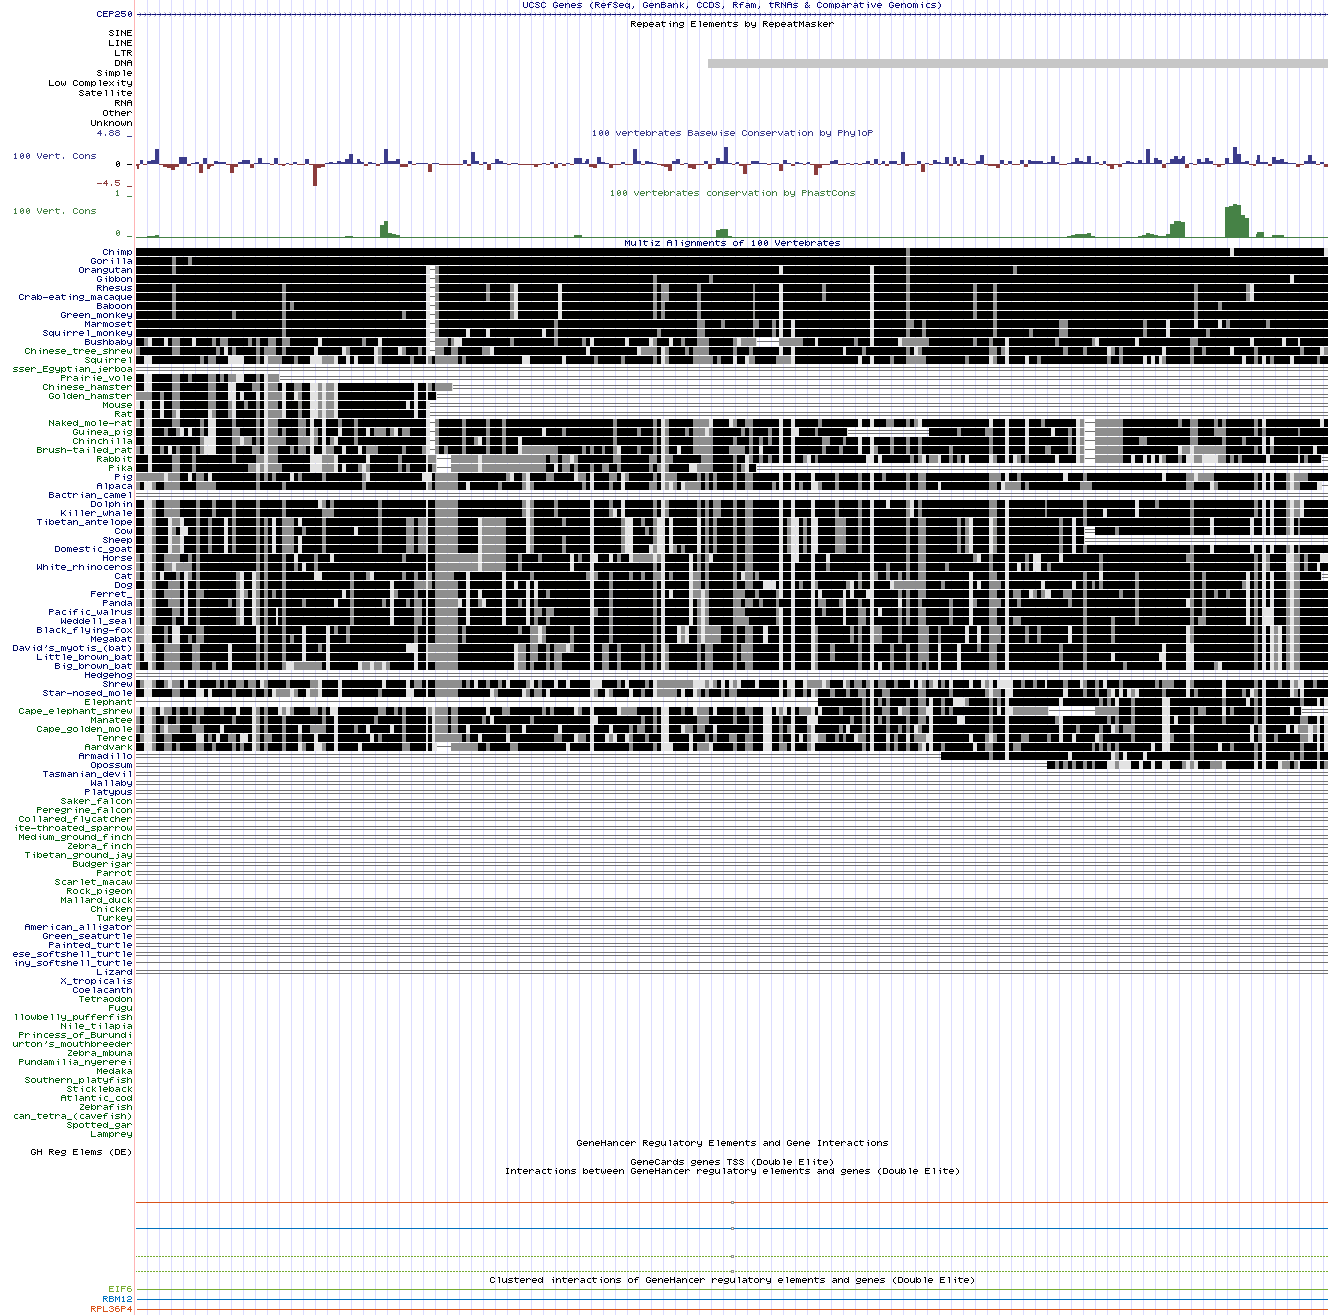 UCSC Genes (RefSeq, GenBank, CCDS, Rfam, tRNAs & Comparative Genomics)
CEP250
Repeating Elements by RepeatMasker
SINE
LINE
LTR
DNA
Simple
Low Complexity
Satellite
RNA
Other
Unknown
100 vertebrates Basewise Conservation by PhyloP
4.88 _
100 Vert. Cons
0 _
-4.5 _
100 vertebrates conservation by PhastCons
1 _
100 Vert. Cons
0 _
Multiz Alignments of 100 Vertebrates
Chimp
Gorilla
Orangutan
Gibbon
Rhesus
Crab-eating_macaque
Baboon
Green_monkey
Marmoset
Squirrel_monkey
Bushbaby
Chinese_tree_shrew
Squirrel
sser_Egyptian_jerboa
Prairie_vole
Chinese_hamster
Golden_hamster
Mouse
Rat
Naked_mole-rat
Guinea_pig
Chinchilla
Brush-tailed_rat
Rabbit
Pika
Pig
Alpaca
Bactrian_camel
Dolphin
Killer_whale
Tibetan_antelope
Cow
Sheep
Domestic_goat
Horse
White_rhinoceros
Cat
Dog
Ferret_
Panda
Pacific_walrus
Weddell_seal
Black_flying-fox
Megabat
David's_myotis_(bat)
Little_brown_bat
Big_brown_bat
Hedgehog
Shrew
Star-nosed_mole
Elephant
Cape_elephant_shrew
Manatee
Cape_golden_mole
Tenrec
Aardvark
Armadillo
Opossum
Tasmanian_devil
Wallaby
Platypus
Saker_falcon
Peregrine_falcon
Collared_flycatcher
ite-throated_sparrow
Medium_ground_finch
Zebra_finch
Tibetan_ground_jay
Budgerigar
Parrot
Scarlet_macaw
Rock_pigeon
Mallard_duck
Chicken
Turkey
American_alligator
Green_seaturtle
Painted_turtle
ese_softshell_turtle
iny_softshell_turtle
Lizard
X_tropicalis
Coelacanth
Tetraodon
Fugu
llowbelly_pufferfish
Nile_tilapia
Princess_of_Burundi
urton's_mouthbreeder
Zebra_mbuna
Pundamilia_nyererei
Medaka
Southern_platyfish
Stickleback
Atlantic_cod
Zebrafish
can_tetra_(cavefish)
Spotted_gar
Lamprey
GeneHancer Regulatory Elements and Gene Interactions
GH Reg Elems (DE)
GeneCards genes TSS (Double Elite)
Interactions between GeneHancer regulatory elements and genes (Double Elite)
Clustered interactions of GeneHancer regulatory elements and genes (Double Elite)
EIF6
RBM12
RPL36P4